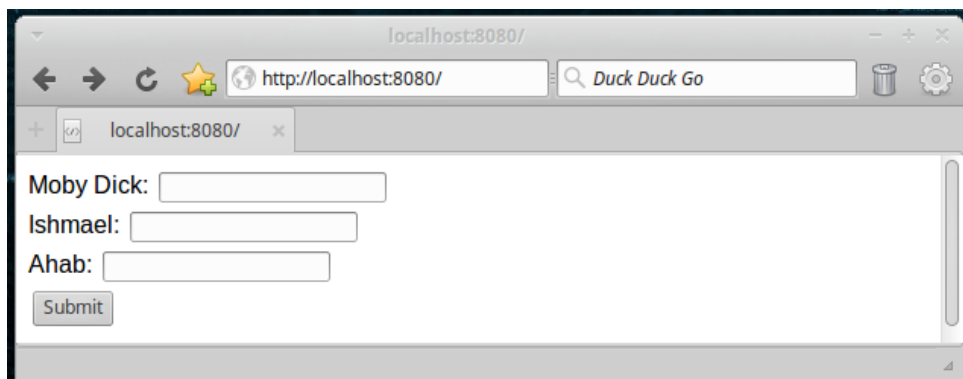 localhost:8080/
http://localhost:8080/ Duck Duck Go
localhost:8080/
Moby Dick:
Ishmael:
Ahab:
Submit